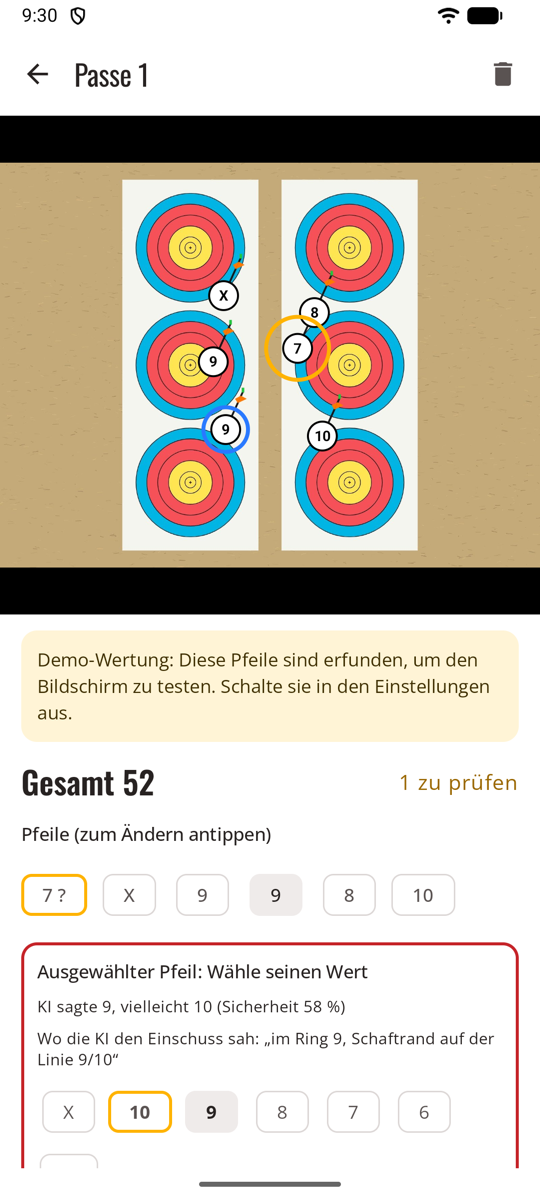 9:30
Passe 1
X
8
7
9
9
10
Demo-Wertung: Diese Pfeile sind erfunden, um den
Bildschirm zu testen. Schalte sie in den Einstellungen
aus.
Gesamt 52
1 zu prüfen
Pfeile (zum Ändern antippen)
7 ? X 9 9 8 10
Ausgewählter Pfeil: Wähle seinen Wert
KI sagte 9, vielleicht 10 (Sicherheit 58 %)
Wo die KI den Einschuss sah: „im Ring 9, Schaftrand auf der
Linie 9/10“
X 10 9 8 7 6